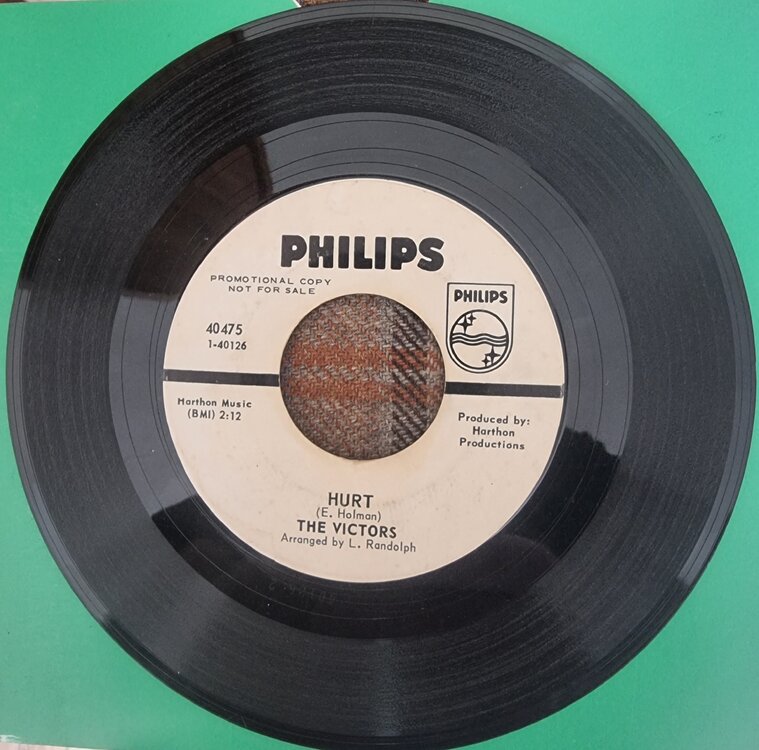 PHILIPS
PROMOTIONAL COPY
NOT FOR SALE
PHILIPS
40475
1-40126
Harthon Music
(BMI) 2:12
Produced by:
Harthon
Productions
HURT
(E. Holman)
THE VICTORS
Arranged by L. Randolph